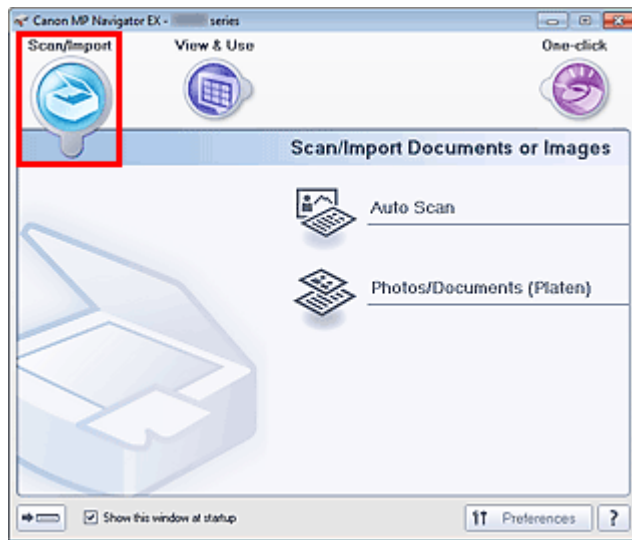 Canon MP Navigator EX - series
Scan/Import
View & Use
One-click
Scan/Import Documents or Images
Auto Scan
Photos/Documents (Platen)
Show this window at startup
Preferences
?